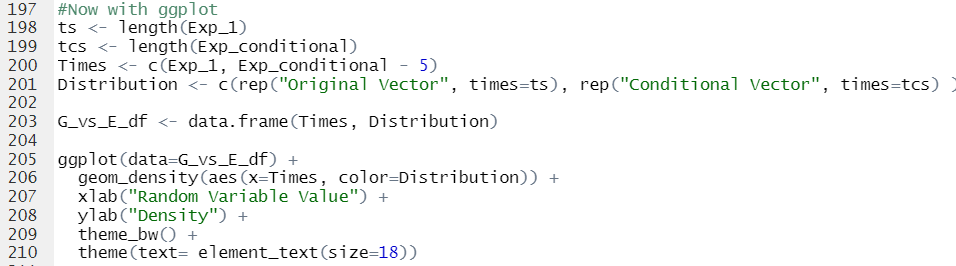 197 #Now with ggplot
198 ts <- length(Exp_1)
199 tcs <- length(Exp_conditional)
200 Times <- c(Exp_1, Exp_conditional - 5)
201 Distribution <- c(rep("Original Vector", times=ts), rep("Conditional Vector", times=tcs) )
202
203 G_vs_E_df <- data.frame(Times, Distribution)
204
205 ggplot(data=G_vs_E_df) +
206   geom_density(aes(x=Times, color=Distribution)) +
207   xlab("Random Variable Value") +
208   ylab("Density") +
209   theme_bw() +
210   theme(text= element_text(size=18))